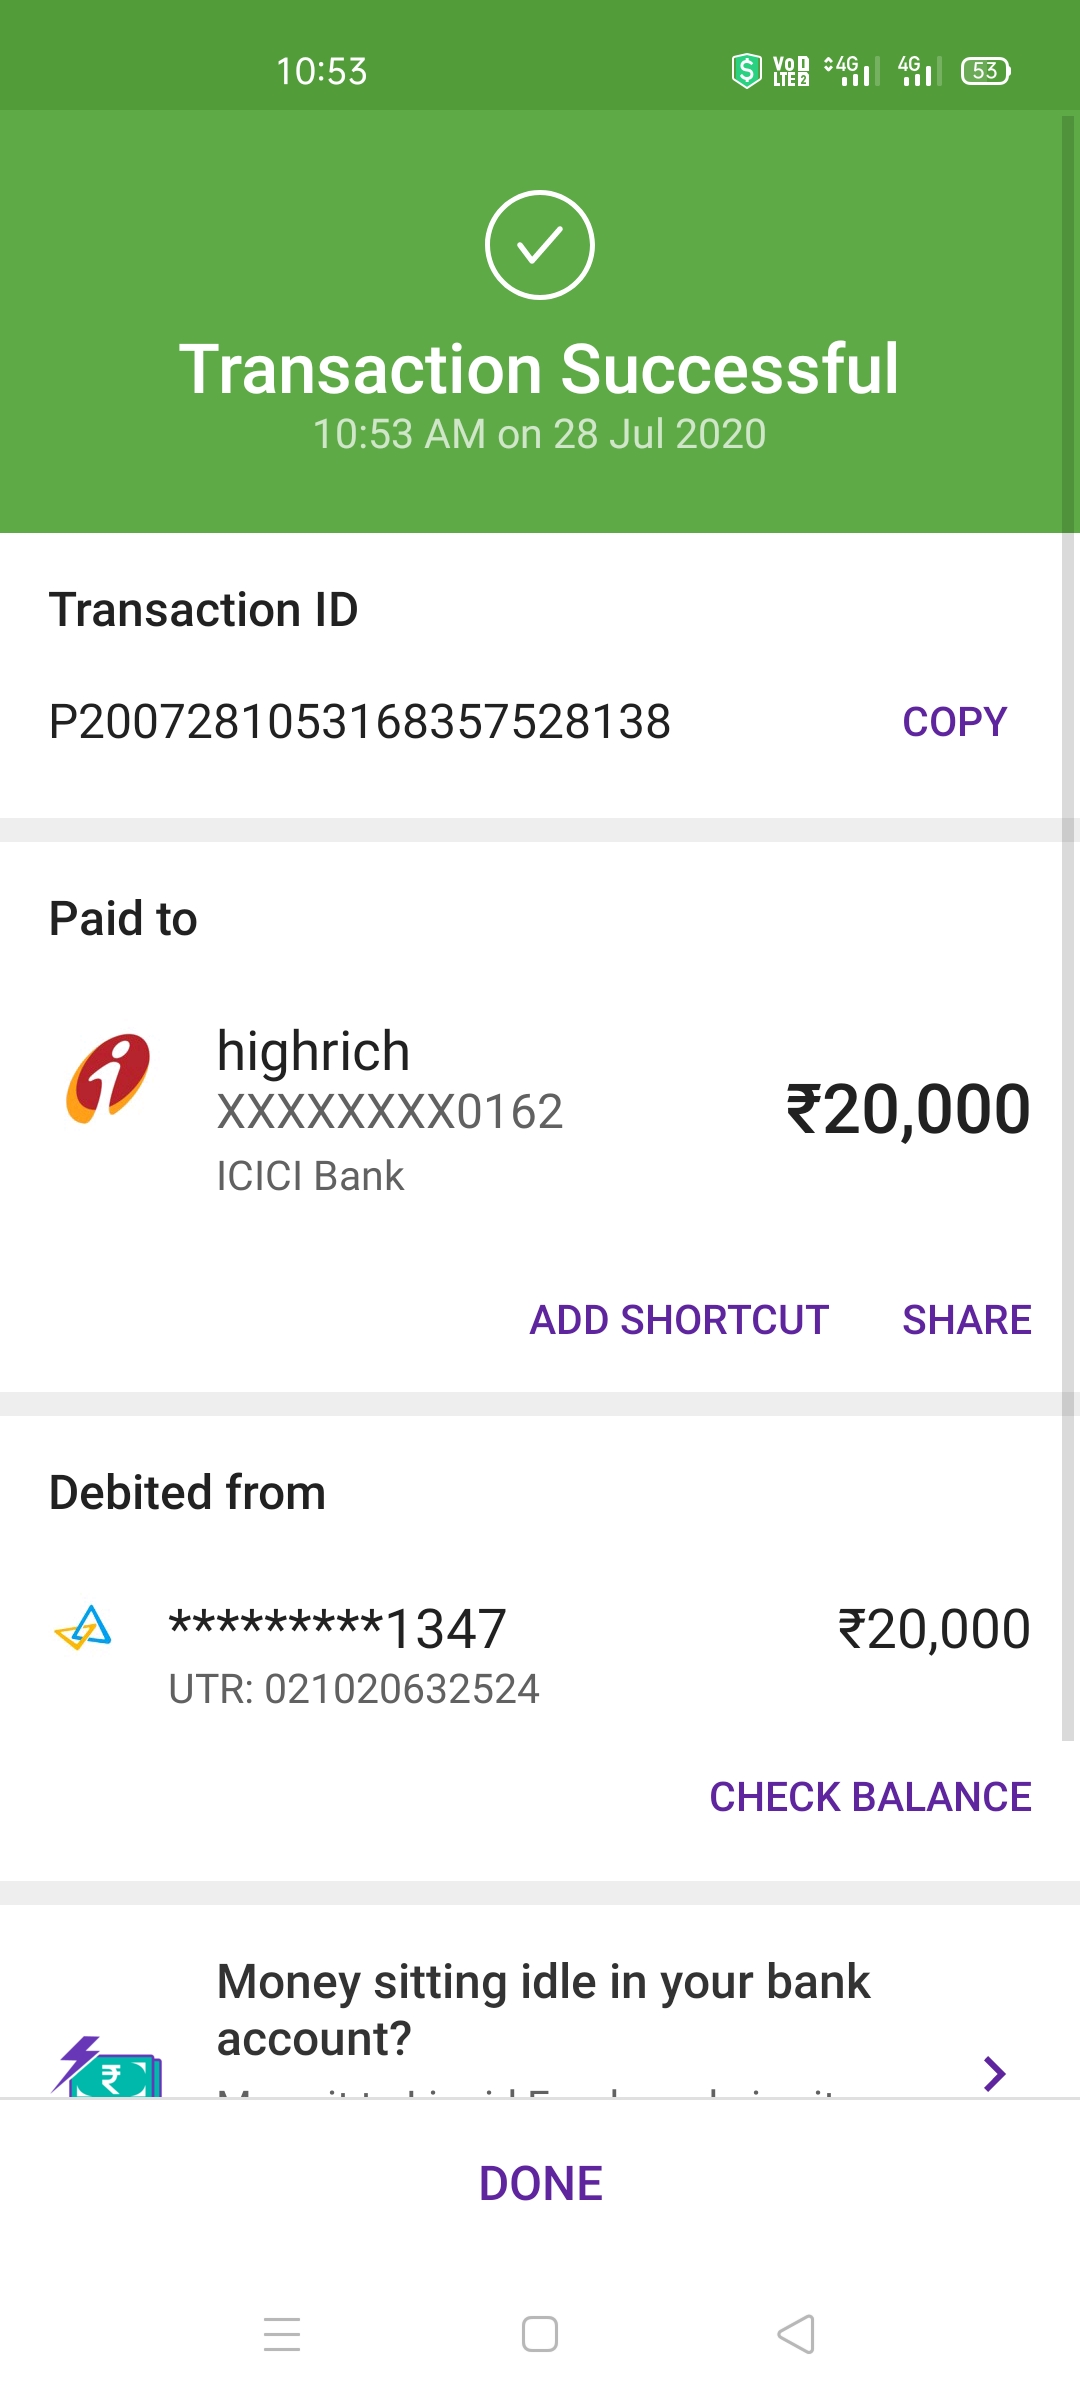 10:53
Vo 1
LTE 2
4G
4G
53
Transaction Successful
10:53 AM on 28 Jul 2020
Transaction ID
P2007281053168357528138
COPY
Paid to
highrich
XXXXXXXX0162
₹20,000
ICICI Bank
ADD SHORTCUT SHARE
Debited from
*********1347
₹20,000
UTR: 021020632524
CHECK BALANCE
Money sitting idle in your bank
account?
DONE